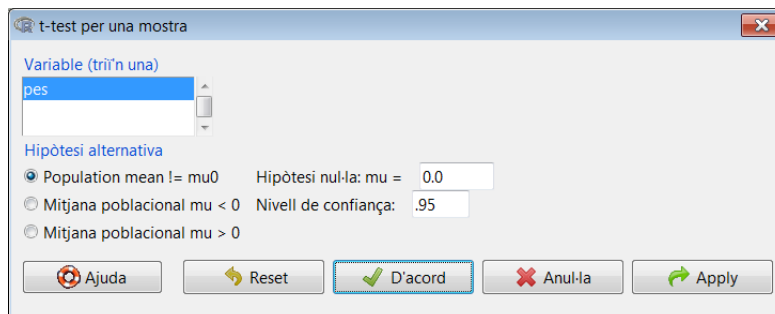 t-test per una mostra
Variable (triï'n una)
pes
Hipòtesi alternativa
Population mean != mu0 Hipòtesi nul·la: mu = 0.0
Mitjana poblacional mu < 0 Nivell de confiança: .95
Mitjana poblacional mu > 0
Ajuda Reset D'acord Anul·la Apply